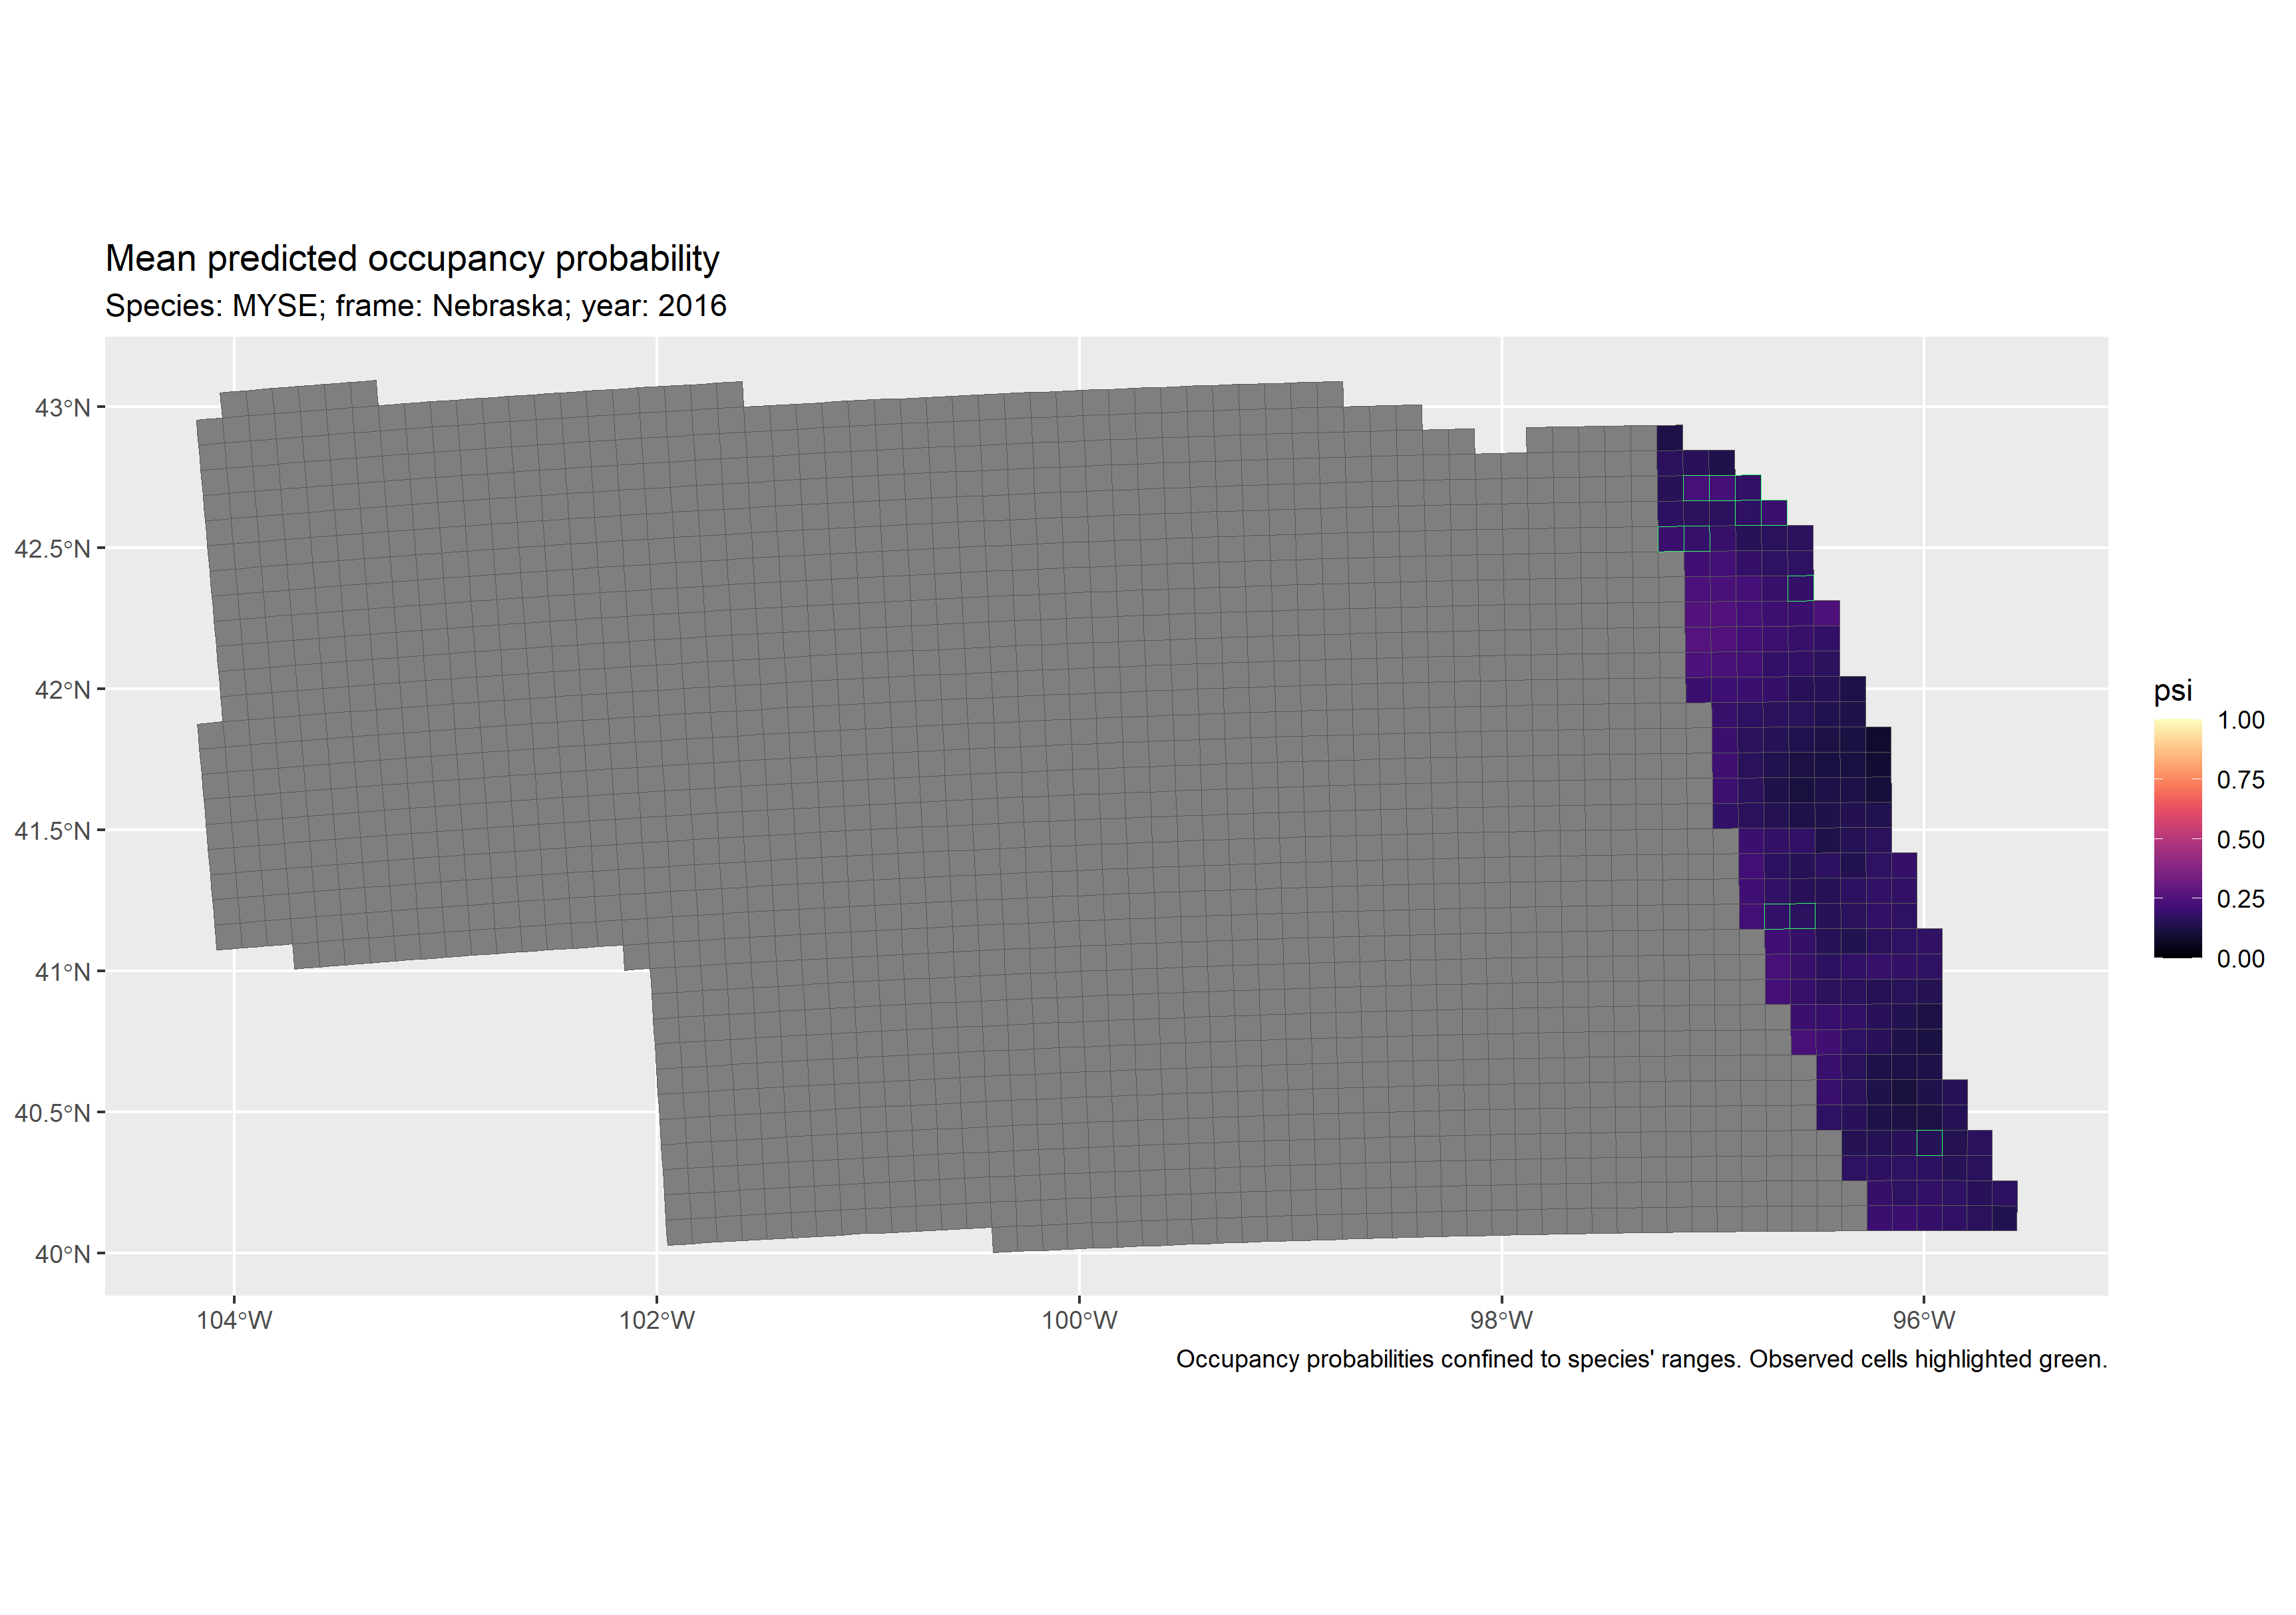 Mean predicted occupancy probability
Species: MYSE; frame: Nebraska; year: 2016
43°N
42.5°N
42°N
41.5°N
41°N
40.5°N
40°N
104°W
102°W
100°W
98°W
96°W
psi
1.00
0.75
0.50
0.25
0.00
Occupancy probabilities confined to species' ranges. Observed cells highlighted green.